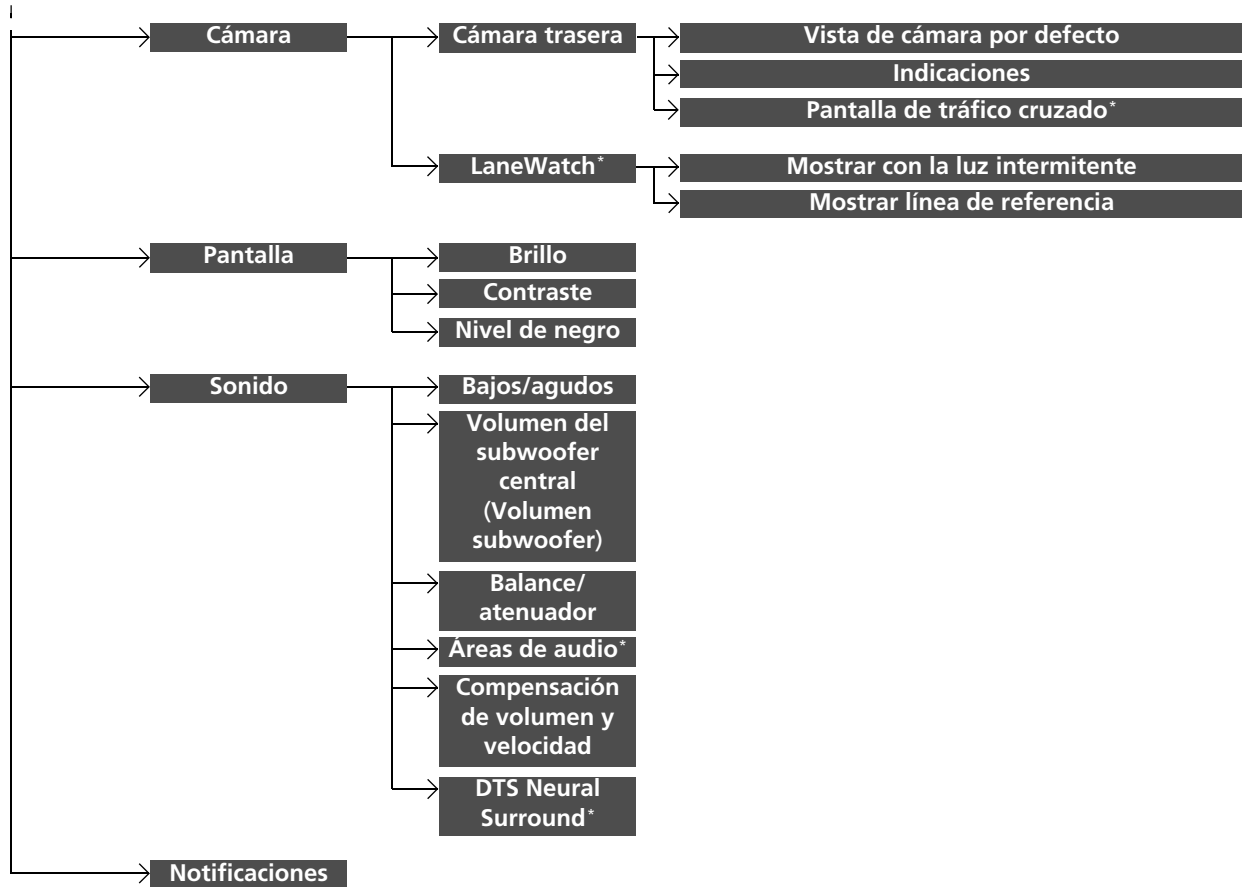 Cámara
Cámara trasera
Vista de cámara por defecto
Indicaciones
Pantalla de tráfico cruzado*
LaneWatch*
Mostrar con la luz intermitente
Mostrar línea de referencia
Pantalla
Brillo
Contraste
Nivel de negro
Sonido
Bajos/agudos
Volumen del
subwoofer
central
(Volumen
subwoofer)
Balance/
atenuador
Áreas de audio*
Compensación
de volumen y
velocidad
DTS Neural
Surround*
Notificaciones